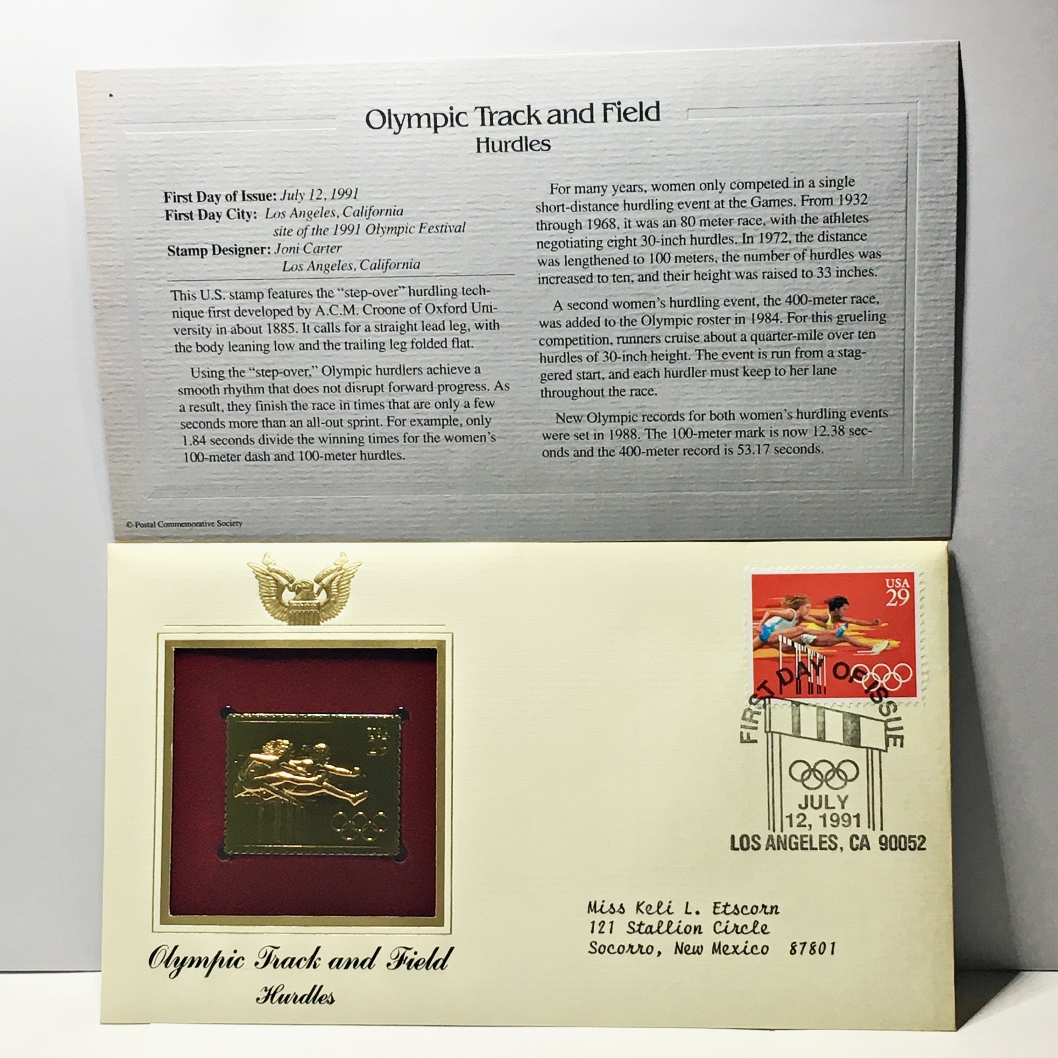 Olympic Track and Field
Hurdles
First Day of Issue: July 12, 1991
First Day City: Los Angeles, California
site of the 1991 Olympic Festival
Stamp Designer: Joni Carter
Los Angeles, California
This U.S. stamp features the “step-over” hurdling tech-
nique first developed by A.C.M. Croone of Oxford Uni-
versity in about 1885. It calls for a straight lead leg, with
the body leaning low and the trailing leg folded flat.
Using the “step-over,” Olympic hurdlers achieve a
smooth rhythm that does not disrupt forward progress. As
a result, they finish the race in times that are only a few
seconds more than an all-out sprint. For example, only
1.84 seconds divide the winning times for the women’s
100-meter dash and 100-meter hurdles.
For many years, women only competed in a single
short-distance hurdling event at the Games. From 1932
through 1968, it was an 80 meter race, with the athletes
negotiating eight 30-inch hurdles. In 1972, the distance
was lengthened to 100 meters, the number of hurdles was
increased to ten, and their height was raised to 33 inches.
A second women’s hurdling event, the 400-meter race,
was added to the Olympic roster in 1984. For this grueling
competition, runners cruise about a quarter-mile over ten
hurdles of 30-inch height. The event is run from a stag-
gered start, and each hurdler must keep to her lane
throughout the race.
New Olympic records for both women’s hurdling events
were set in 1988. The 100-meter mark is now 12.38 sec-
onds and the 400-meter record is 53.17 seconds.
© Postal Commemorative Society
USA
29
USA
29
FIRST DAY OF ISSUE
JULY
12, 1991
LOS ANGELES, CA 90052
Miss Keli L. Etscorn
121 Stallion Circle
Socorro, New Mexico 87801
Olympic Track and Field
Hurdles